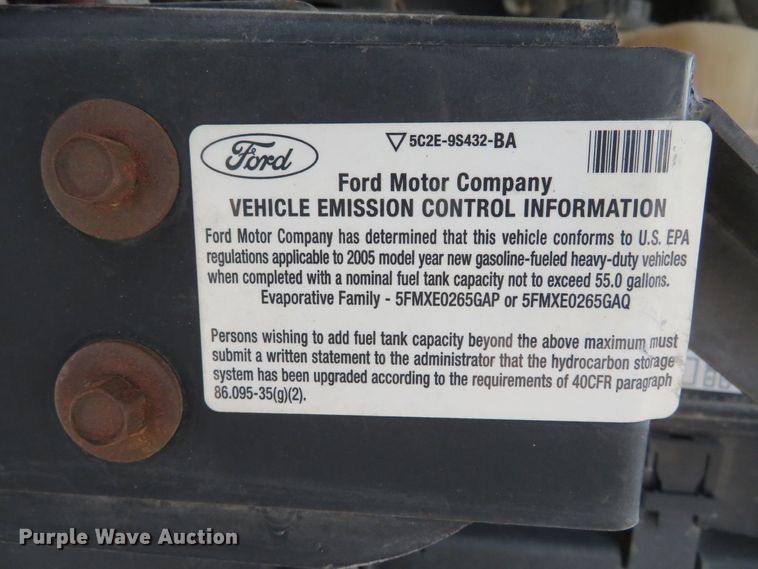 Ford
▽5C2E-9S432-BA
Ford Motor Company
VEHICLE EMISSION CONTROL INFORMATION
Ford Motor Company has determined that this vehicle conforms to U.S. EPA
regulations applicable to 2005 model year new gasoline-fueled heavy-duty vehicles
when completed with a nominal fuel tank capacity not to exceed 55.0 gallons.
Evaporative Family - 5FMXE0265GAP or 5FMXE0265GAQ
Persons wishing to add fuel tank capacity beyond the above maximum must
submit a written statement to the administrator that the hydrocarbon storage
system has been upgraded according to the requirements of 40CFR paragraph
86.095-35(g)(2).
Purple Wave Auction